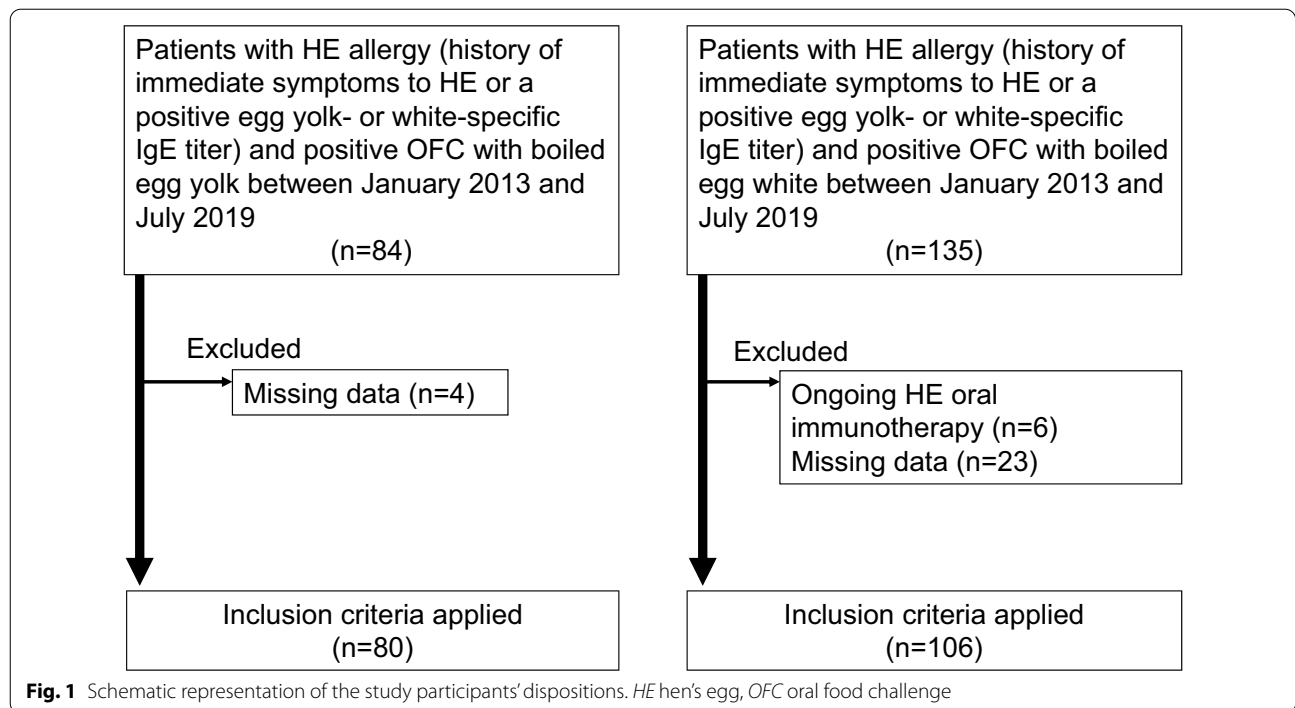 Patients with HE allergy (history of
immediate symptoms to HE or a
positive egg yolk- or white-specific
IgE titer) and positive OFC with boiled
egg yolk between January 2013 and
July 2019
(n=84)
Excluded
Missing data (n=4)
Inclusion criteria applied
(n=80)
Patients with HE allergy (history of
immediate symptoms to HE or a
positive egg yolk- or white-specific
IgE titer) and positive OFC with boiled
egg white between January 2013 and
July 2019
(n=135)
Excluded
Ongoing HE oral
immunotherapy (n=6)
Missing data (n=23)
Inclusion criteria applied
(n=106)
Fig. 1 Schematic representation of the study participants' dispositions. HE hen's egg, OFC oral food challenge